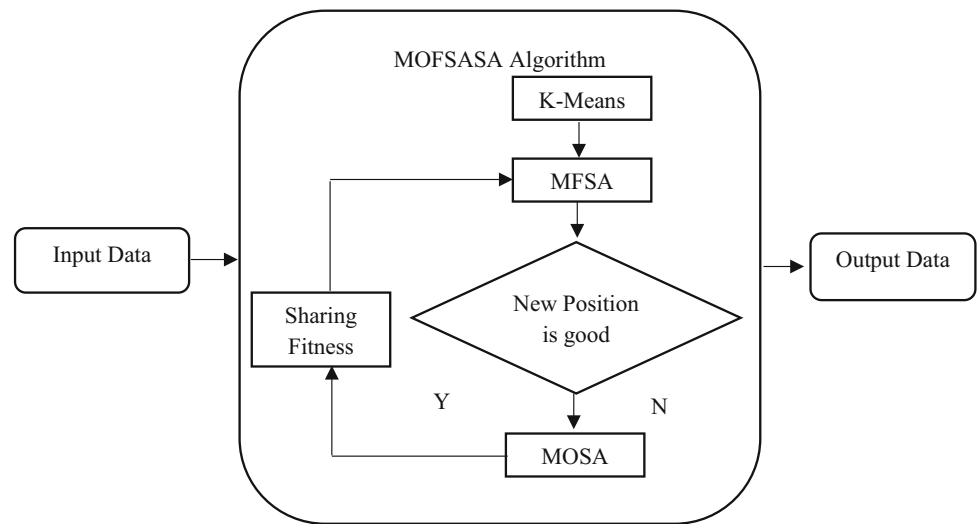 MOFSASA Algorithm
K-Means
MFSA
Input Data
Output Data
New Position
is good
Sharing
Fitness
Y
N
MOSA